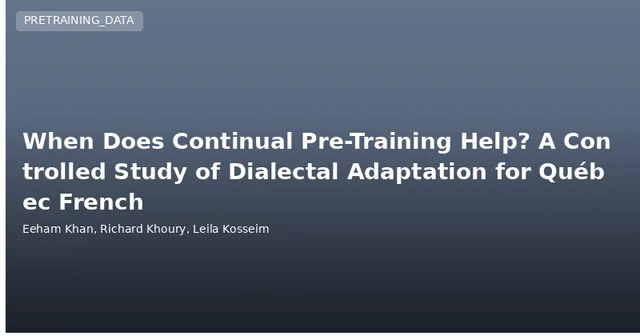 PRETRAINING_DATA
When Does Continual Pre-Training Help? A Con
trolled Study of Dialectal Adaptation for Québ
ec French
Eeham Khan, Richard Khoury, Leila Kosseim